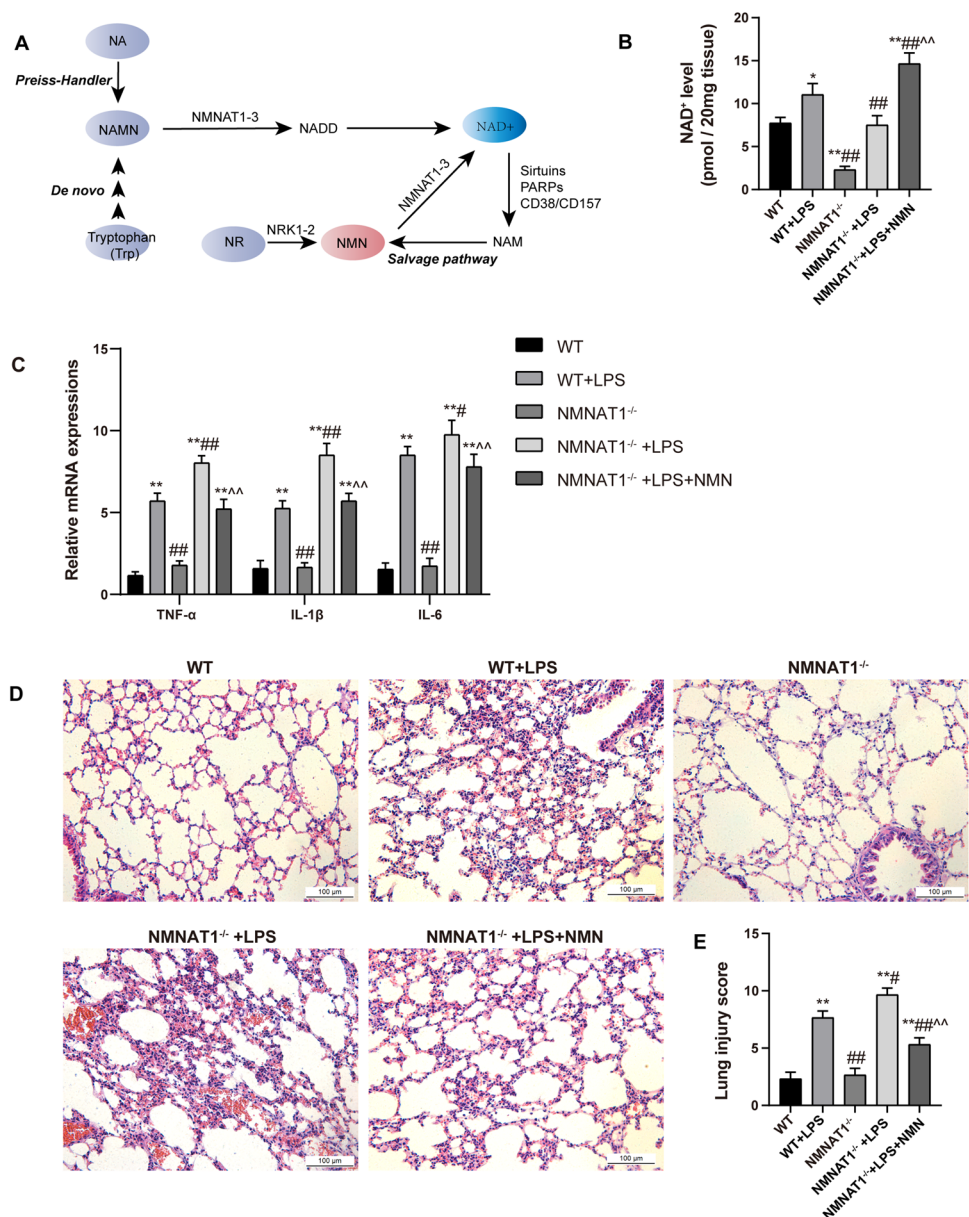 A
NA
Preiss-Handler
NAMN
NMNAT1-3
NADD
NAD+
De novo
NMNAT1-3
Sirtuins
PARPs
CD38/CD157
Tryptophan
(Trp)
NR
NRK1-2
NMN
NAM
Salvage pathway
B
NAD⁺ level
(pmol / 20mg tissue)
20
15
10
5
0
*
**##
##
**##^^
WT
WT+LPS
NMNAT1⁻/⁻
NMNAT1⁻/⁻+LPS
NMNAT1⁻/⁻+LPS+NMN
C
Relative mRNA expressions
15
10
5
0
**
##
**##
**^^
**
##
**##
**^^
**
##
**#
**^^
TNF-α
IL-1β
IL-6
WT
WT+LPS
NMNAT1⁻/⁻
NMNAT1⁻/⁻ +LPS
NMNAT1⁻/⁻ +LPS+NMN
D
WT
WT+LPS
NMNAT1⁻/⁻
100 μm
100 μm
100 μm
NMNAT1⁻/⁻ +LPS
NMNAT1⁻/⁻ +LPS+NMN
100 μm
100 μm
E
Lung injury score
15
10
5
0
**
##
**#
**##^^
WT
WT+LPS
NMNAT1⁻/⁻
NMNAT1⁻/⁻+LPS
NMNAT1⁻/⁻+LPS+NMN